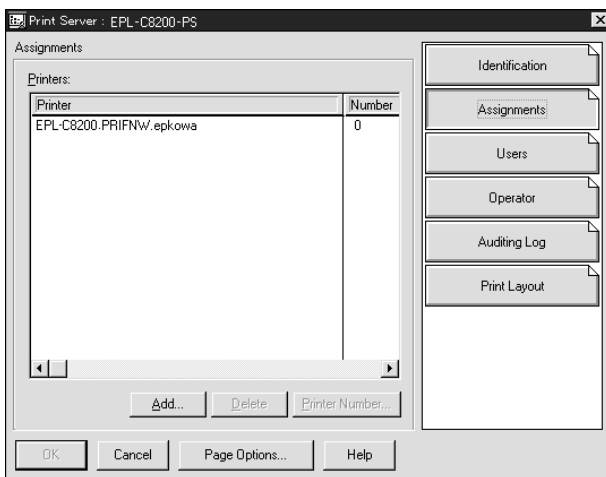 Print Server : EPL-C8200-PS
Assignments
Printers:
Printer Number
EPL-C8200.PRIFNW.epkowa 0
Add... Delete Printer Number...
OK Cancel Page Options... Help
Identification
Assignments
Users
Operator
Auditing Log
Print Layout